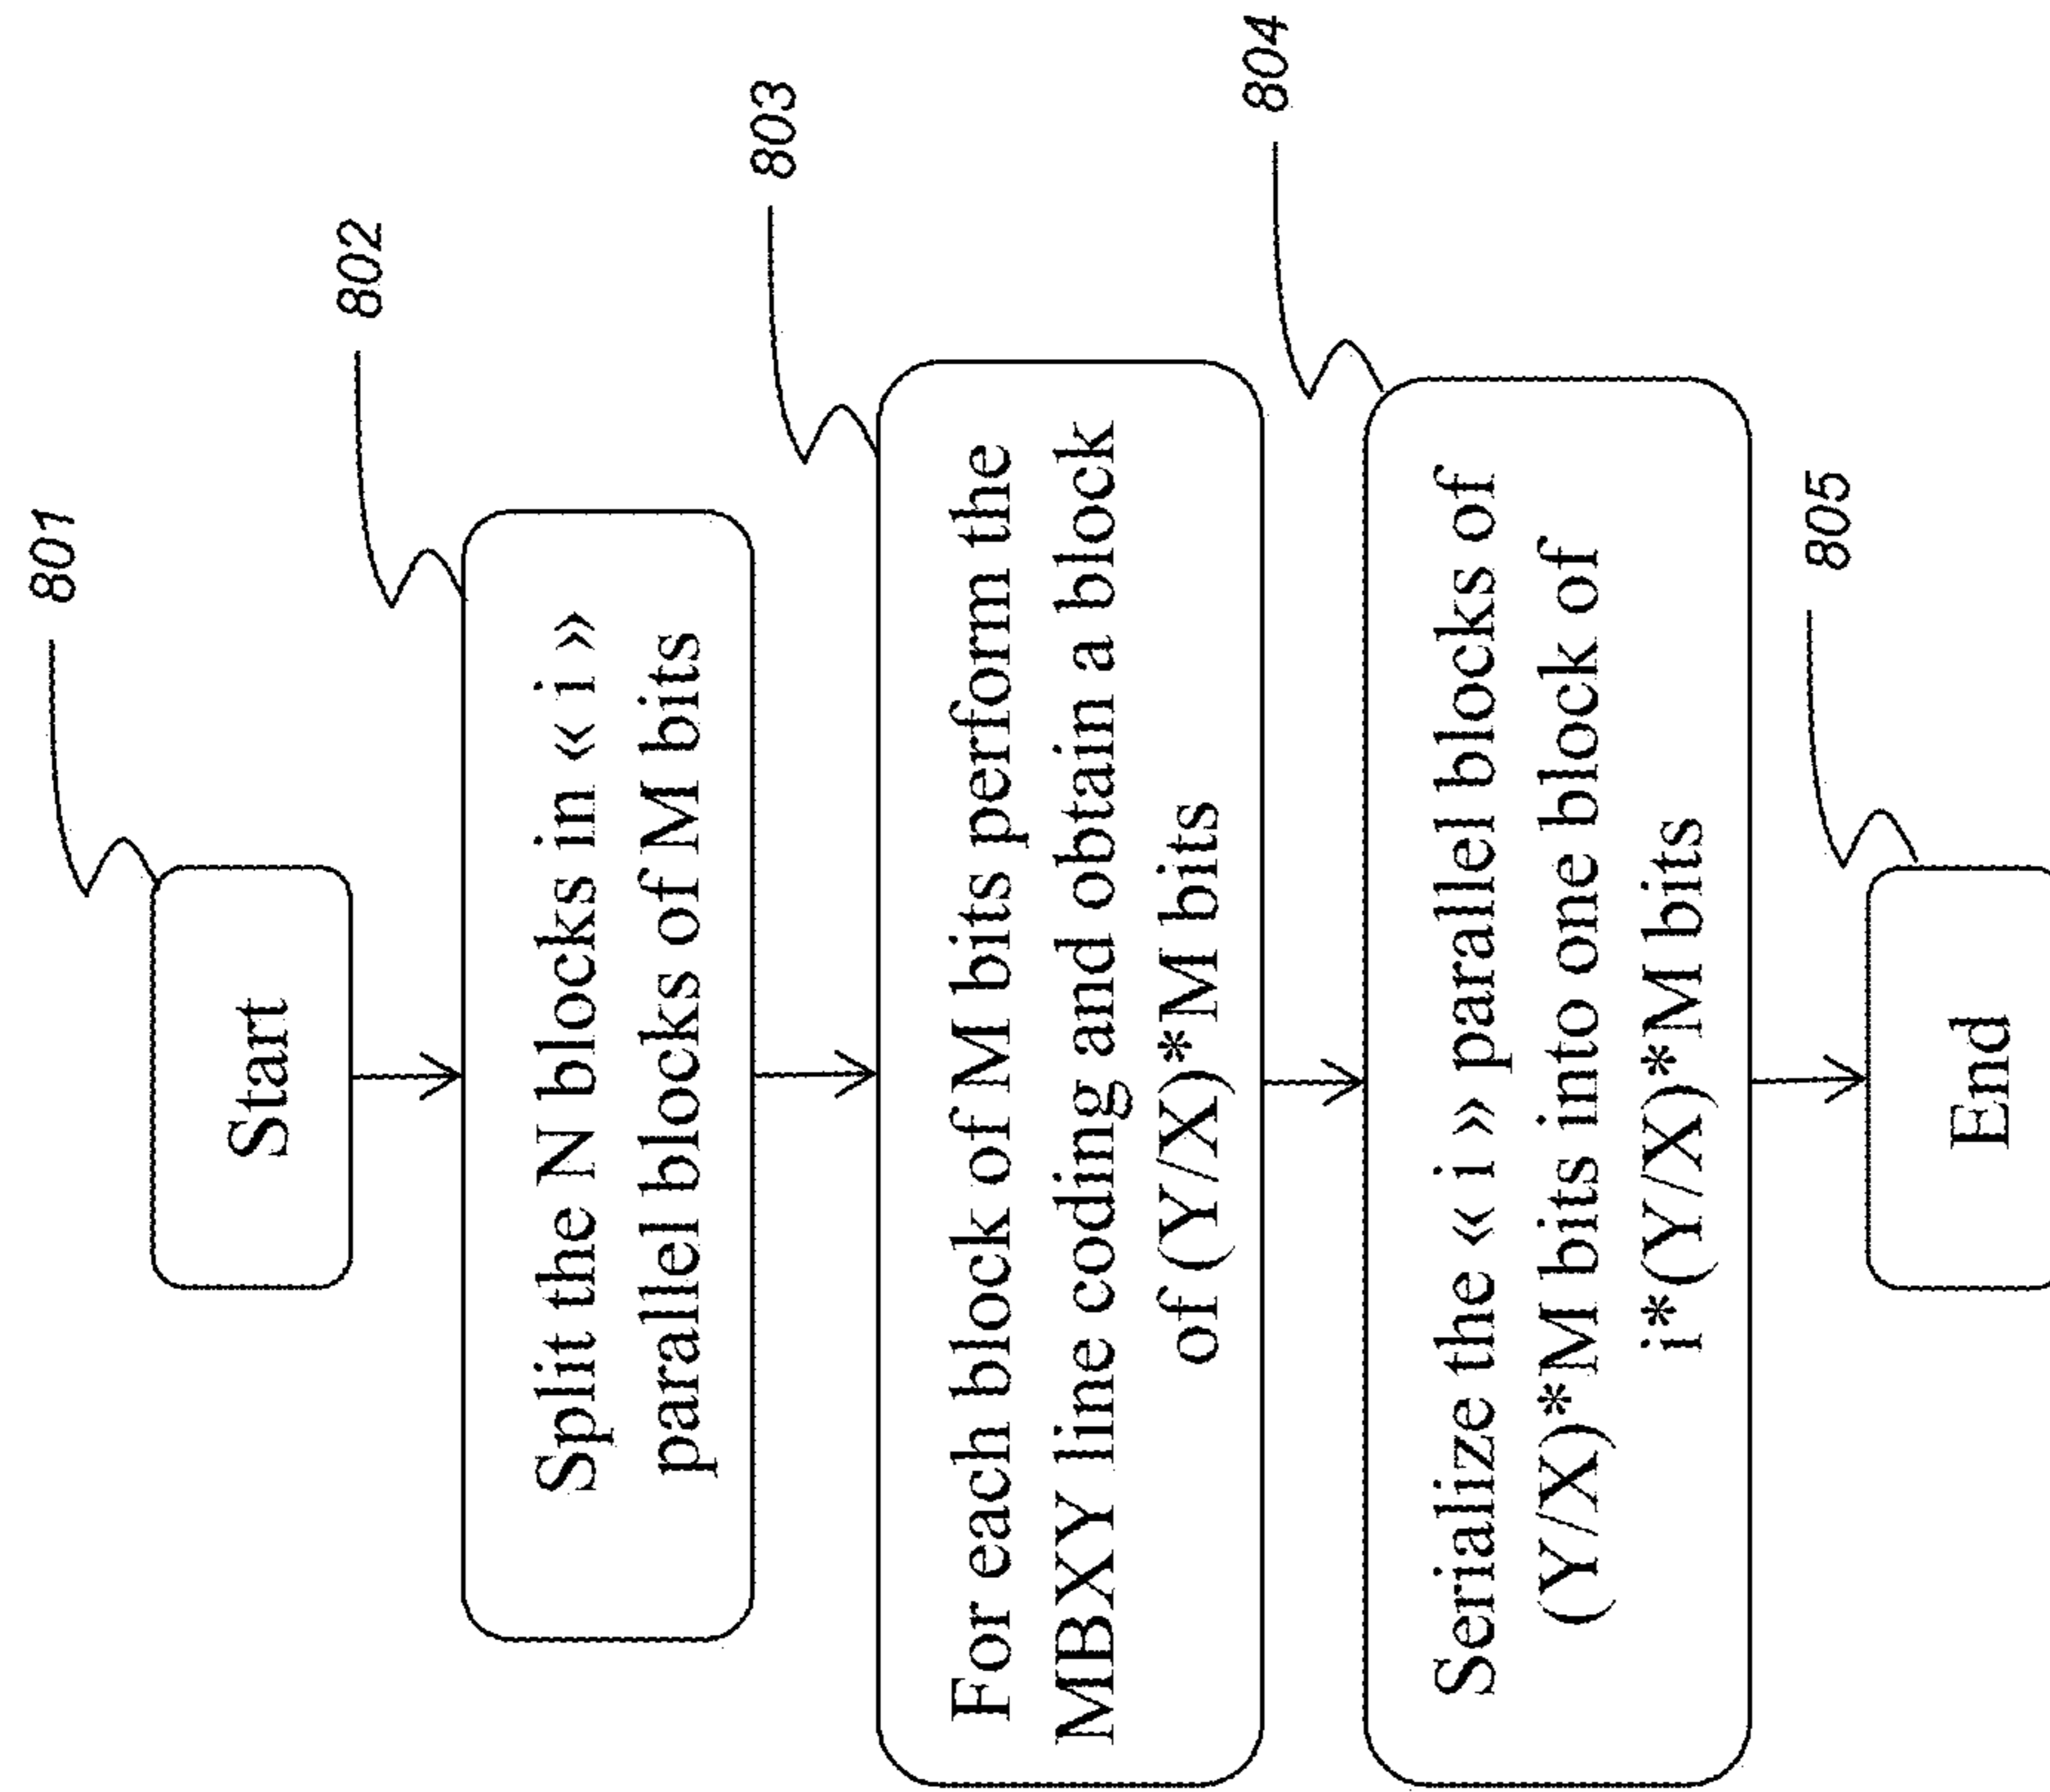 801
Start
802
Split the N blocks in « i »
parallel blocks of M bits
803
For each block of M bits perform the
MBXY line coding and obtain a block
of (Y/X)*M bits
804
Serialize the « i » parallel blocks of
(Y/X)*M bits into one block of
i*(Y/X)*M bits
805
End